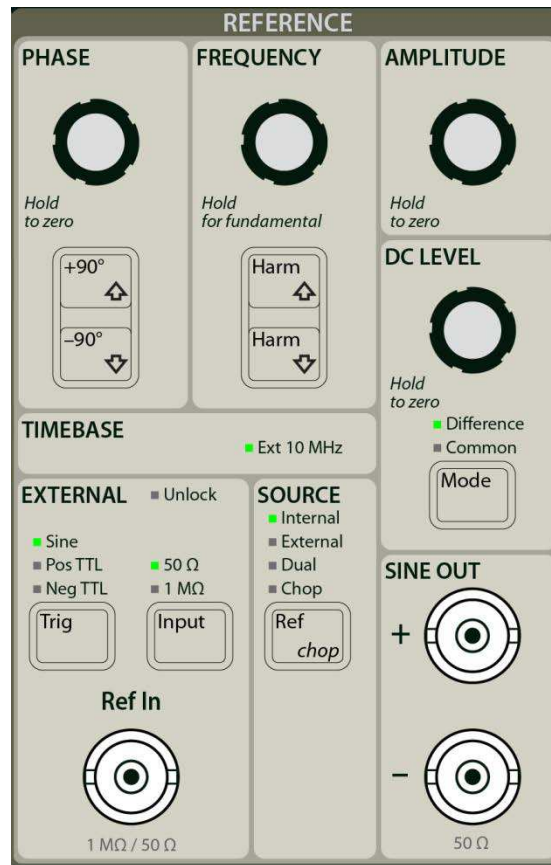 REFERENCE
PHASE
Hold
to zero
+90°
–90°
FREQUENCY
Hold
for fundamental
Harm
Harm
AMPLITUDE
Hold
to zero
DC LEVEL
Hold
to zero
Difference
Common
Mode
TIMEBASE
Ext 10 MHz
EXTERNAL
Unlock
Sine
Pos TTL
Neg TTL
50 Ω
1 MΩ
Trig
Input
Ref In
1 MΩ / 50 Ω
SOURCE
Internal
External
Dual
Chop
Ref
chop
SINE OUT
+
–
50 Ω